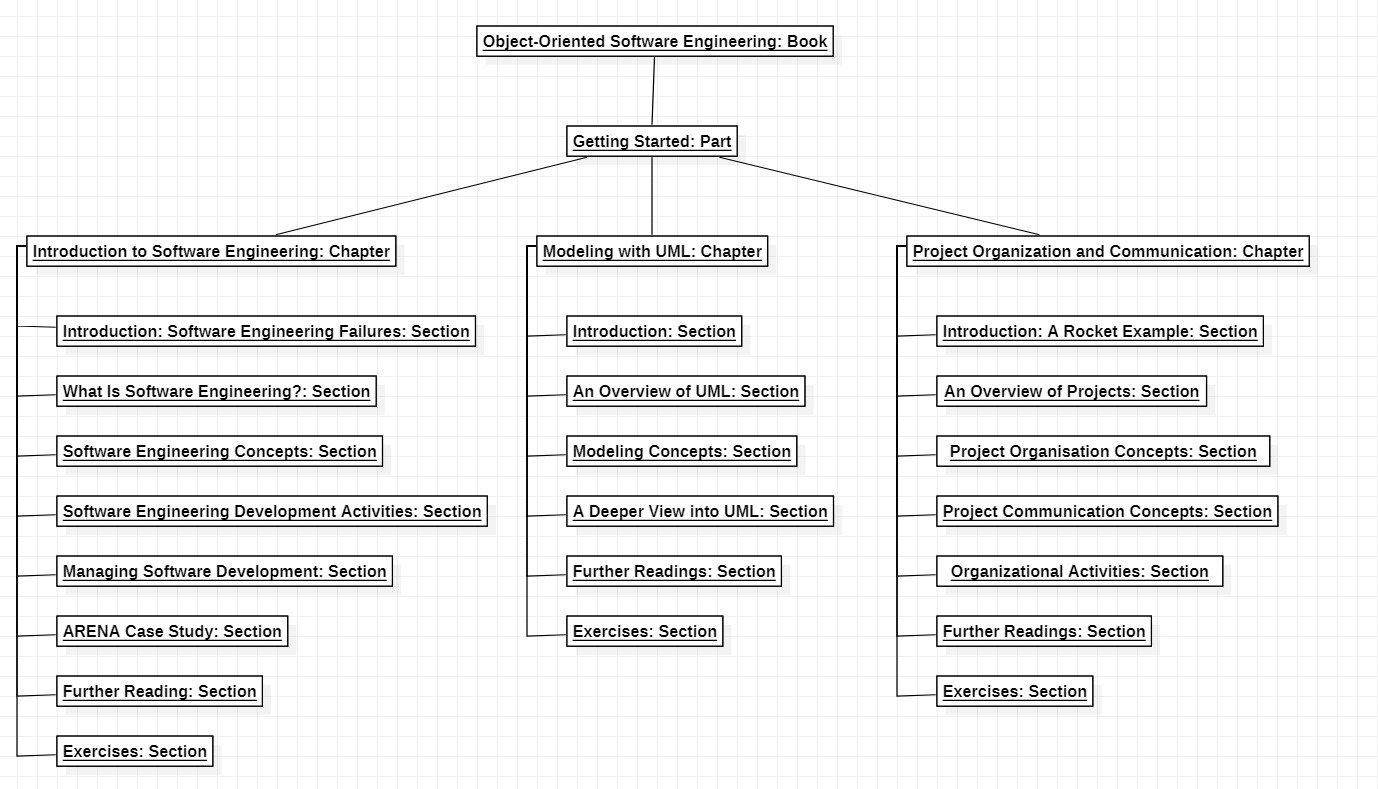 Object-Oriented Software Engineering: Book
Getting Started: Part
Introduction to Software Engineering: Chapter
Introduction: Software Engineering Failures: Section
What Is Software Engineering?: Section
Software Engineering Concepts: Section
Software Engineering Development Activities: Section
Managing Software Development: Section
ARENA Case Study: Section
Further Reading: Section
Exercises: Section
Modeling with UML: Chapter
Introduction: Section
An Overview of UML: Section
Modeling Concepts: Section
A Deeper View into UML: Section
Further Readings: Section
Exercises: Section
Project Organization and Communication: Chapter
Introduction: A Rocket Example: Section
An Overview of Projects: Section
Project Organisation Concepts: Section
Project Communication Concepts: Section
Organizational Activities: Section
Further Readings: Section
Exercises: Section